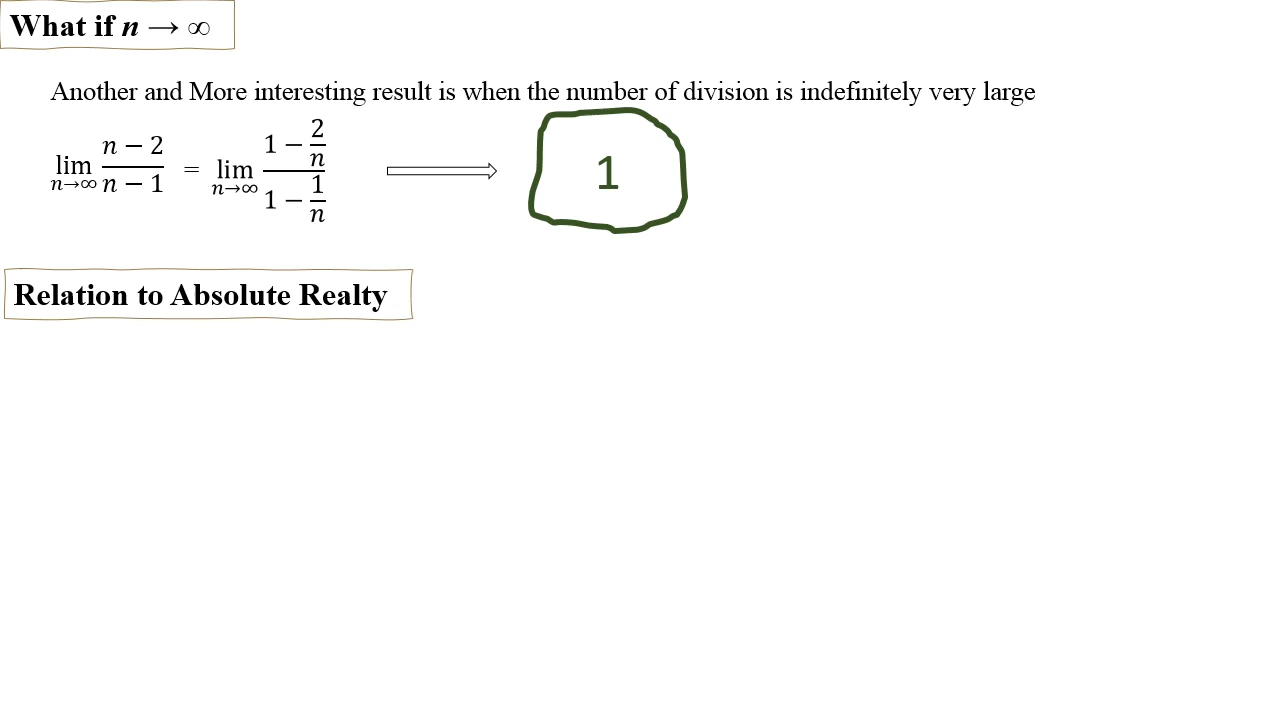 What if n → ∞
Another and More interesting result is when the number of division is indefinitely very large
lim n→∞ (n − 2)/(n − 1) = lim n→∞ (1 − 2/n)/(1 − 1/n) ⇒ 1
Relation to Absolute Realty